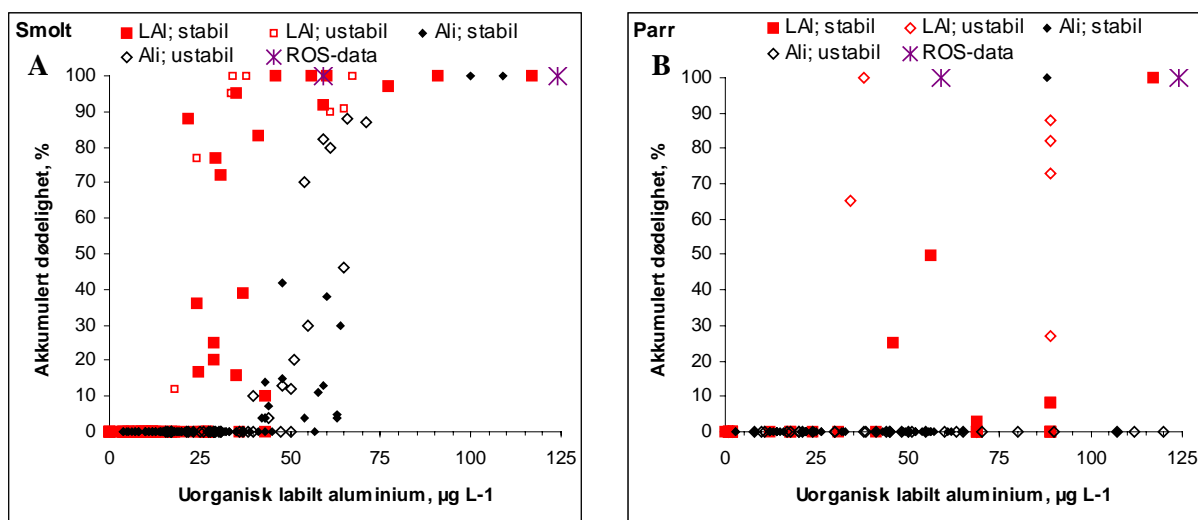 Smolt
LAl; stabil LAl; ustabil Ali; stabil
Ali; ustabil ROS-data
A
Akkumulert dødelighet, %
100
90
80
70
60
50
40
30
20
10
0
0 25 50 75 100 125
Uorganisk labilt aluminium, µg L-1
Parr
LAl; stabil LAl; ustabil Ali; stabil
Ali; ustabil ROS-data
B
Akkumulert dødelighet, %
100
90
80
70
60
50
40
30
20
10
0
0 25 50 75 100 125
Uorganisk labilt aluminium, µg L-1